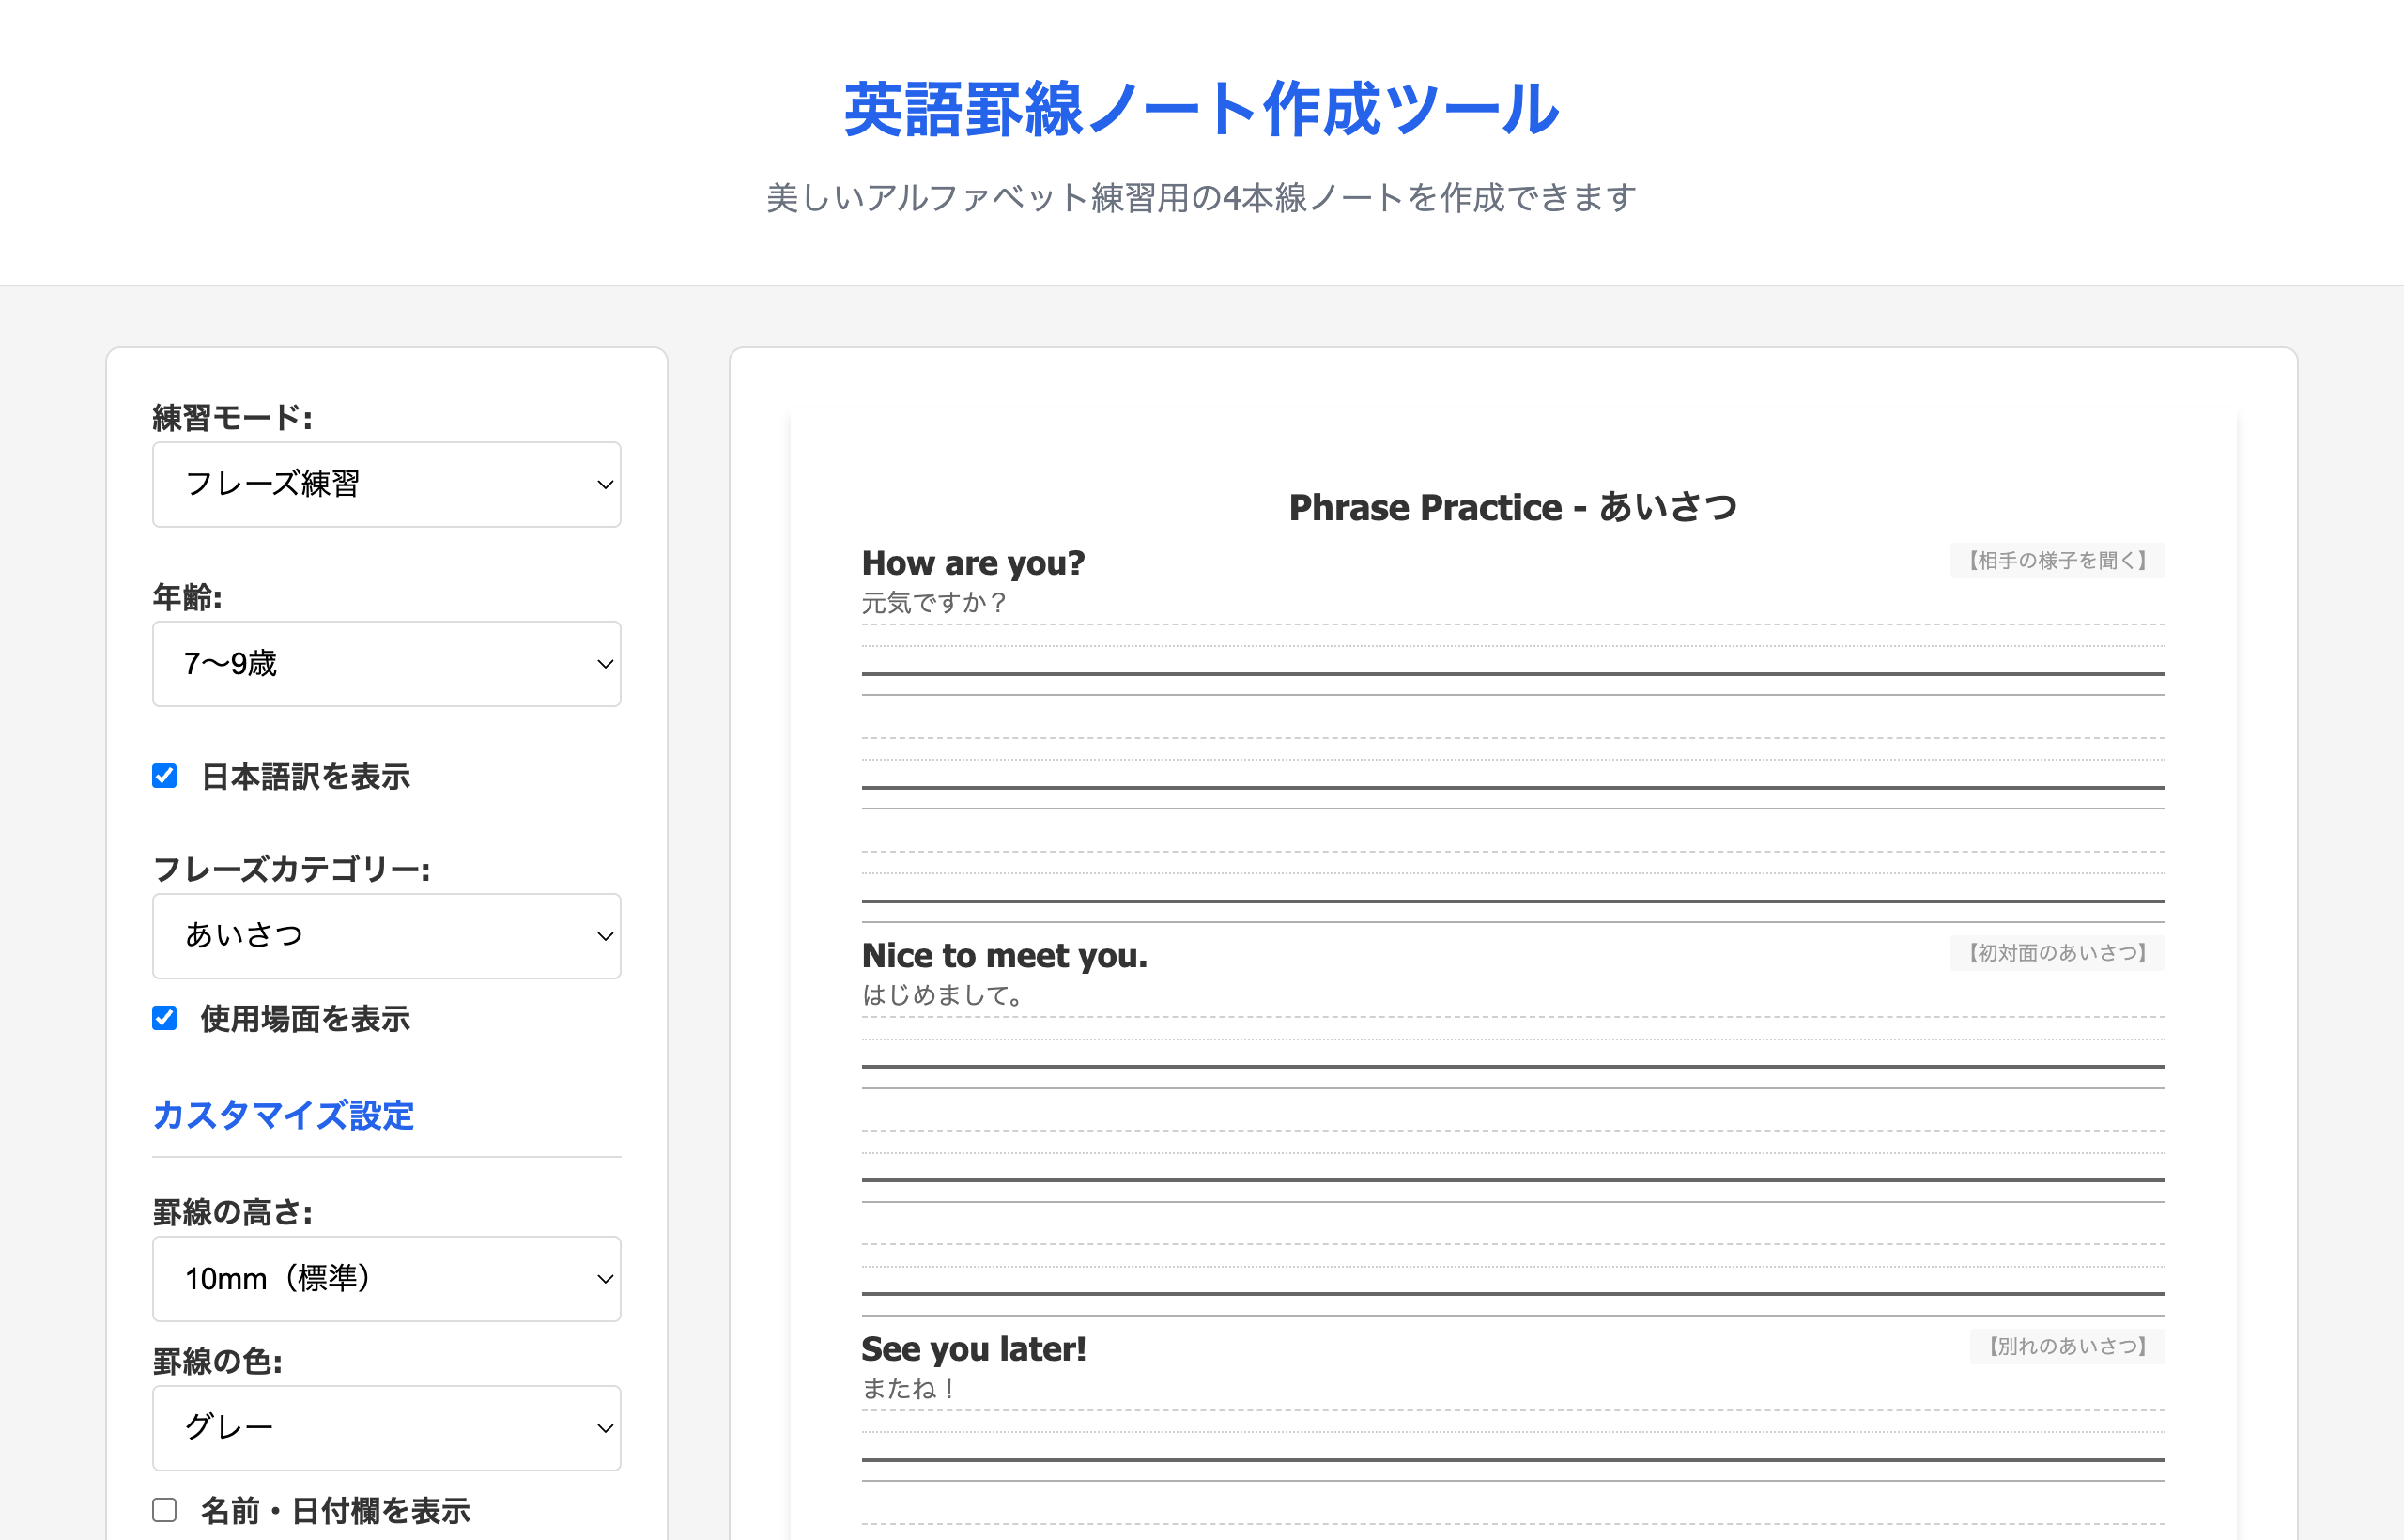 英語罫線ノート作成ツール
美しいアルファベット練習用の4本線ノートを作成できます
練習モード:
フレーズ練習
年齢:
7〜9歳
日本語訳を表示
フレーズカテゴリー:
あいさつ
使用場面を表示
カスタマイズ設定
罫線の高さ:
10mm（標準）
罫線の色:
グレー
名前・日付欄を表示
Phrase Practice - あいさつ
How are you? 【相手の様子を聞く】
元気ですか？
Nice to meet you. 【初対面のあいさつ】
はじめまして。
See you later! 【別れのあいさつ】
またね！